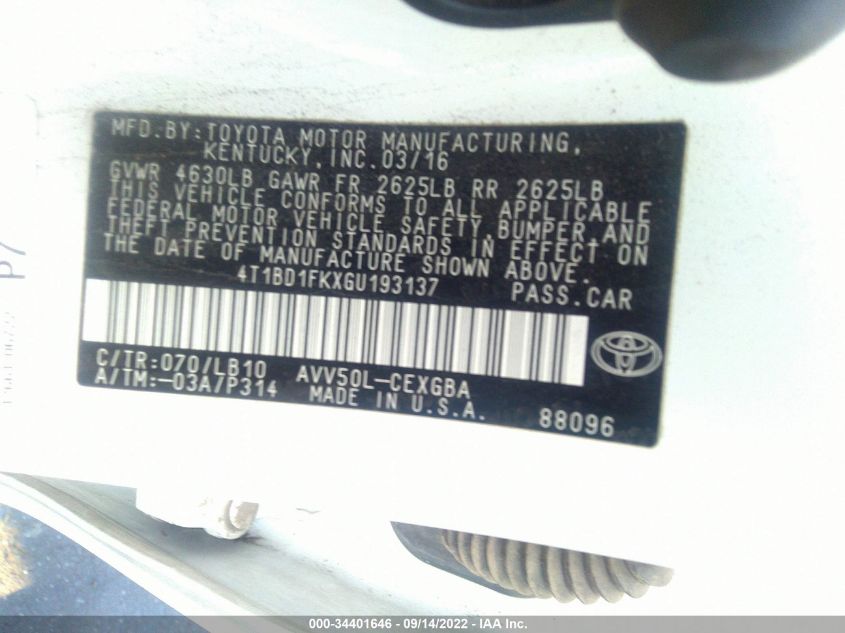 MFD.BY:TOYOTA MOTOR MANUFACTURING,
KENTUCKY,INC.03/16
GVWR 4630LB GAWR FR 2625LB RR 2625LB
THIS VEHICLE CONFORMS TO ALL APPLICABLE
FEDERAL MOTOR VEHICLE SAFETY,BUMPER,AND
THEFT PREVENTION STANDARDS IN EFFECT ON
THE DATE OF MANUFACTURE SHOWN ABOVE.
4T1BD1FKXGU193137 PASS.CAR
C/TR:070/LB10 AVV50L-CEXGBA
A/TM:-03A/P314 MADE IN U.S.A.
88096
P7
000-34401646 - 09/14/2022 - IAA Inc.